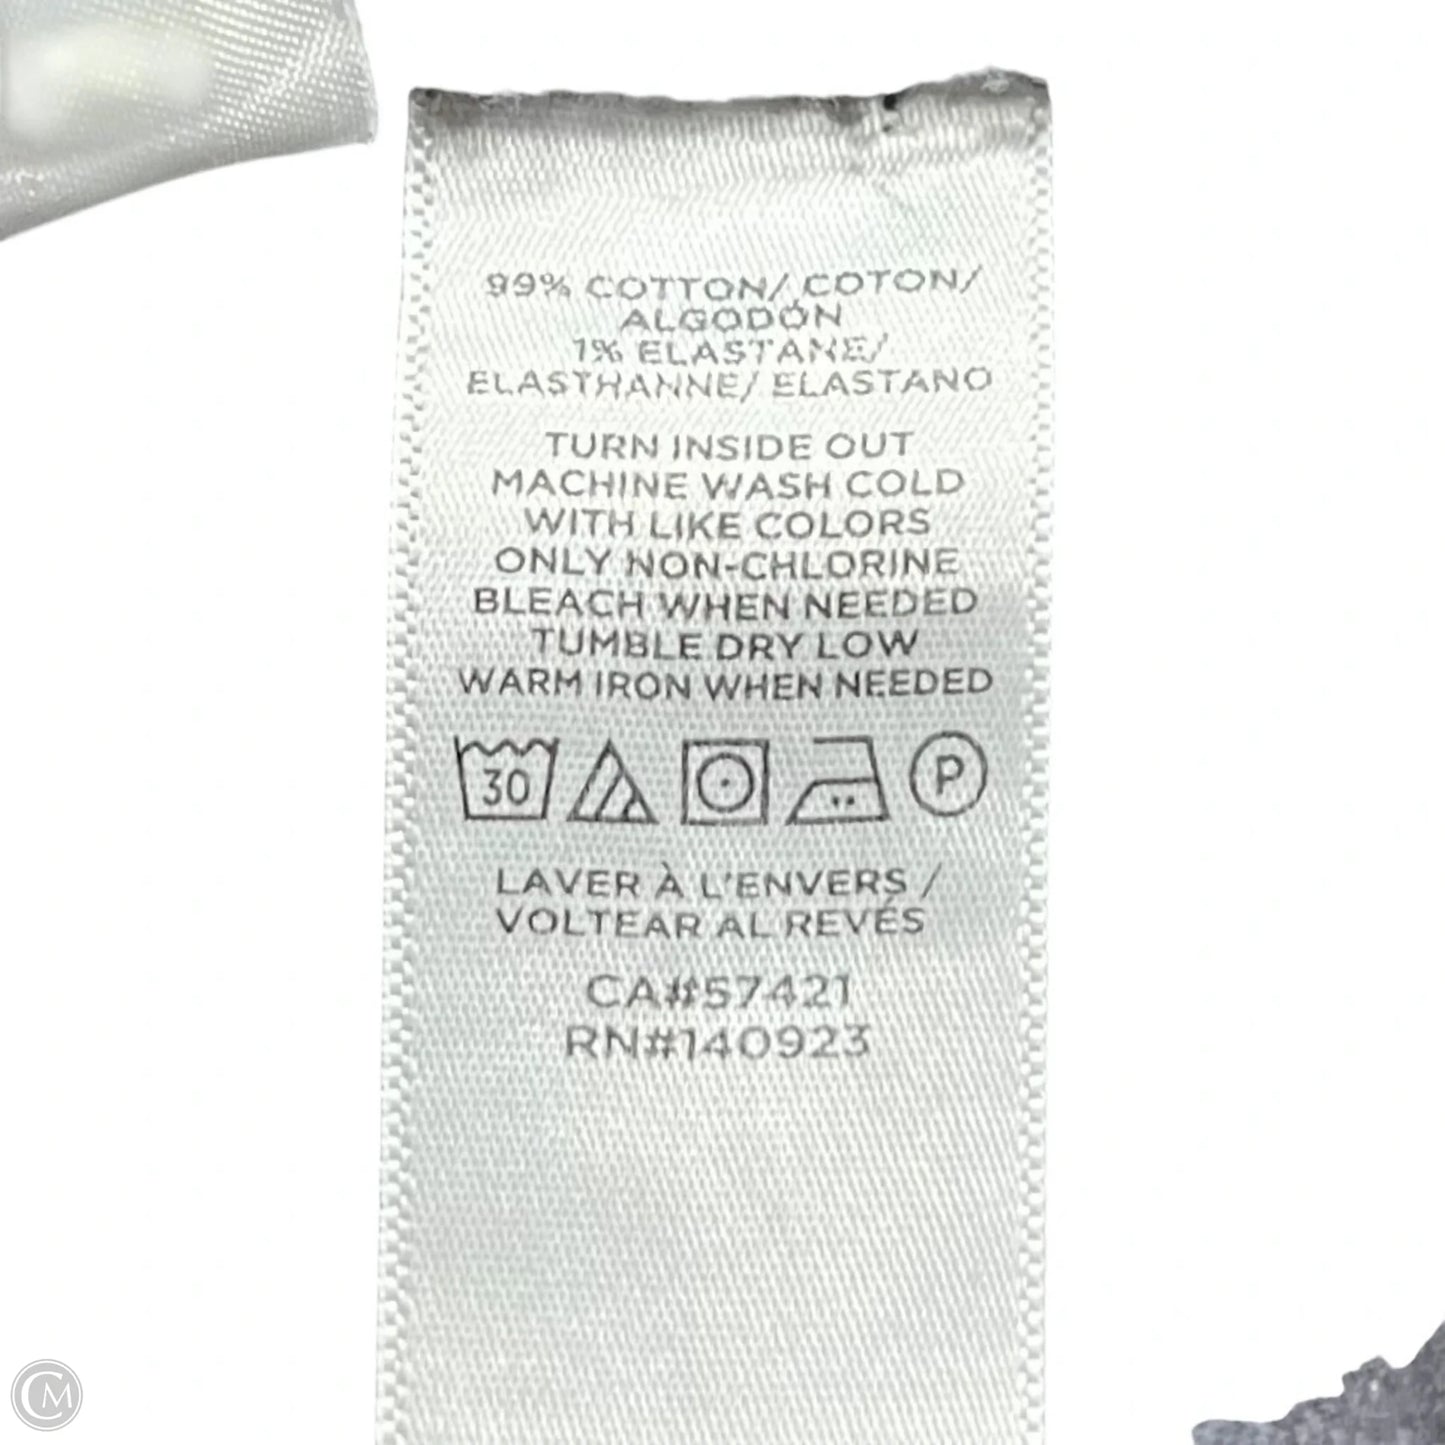 99% COTTON/ COTON/
ALGODÓN
1% ELASTANE/
ELASTHANNE/ ELASTANO
TURN INSIDE OUT
MACHINE WASH COLD
WITH LIKE COLORS
ONLY NON-CHLORINE
BLEACH WHEN NEEDED
TUMBLE DRY LOW
WARM IRON WHEN NEEDED
30 P
LAVER À L'ENVERS /
VOLTEAR AL REVÉS
CA#57421
RN#140923
CM